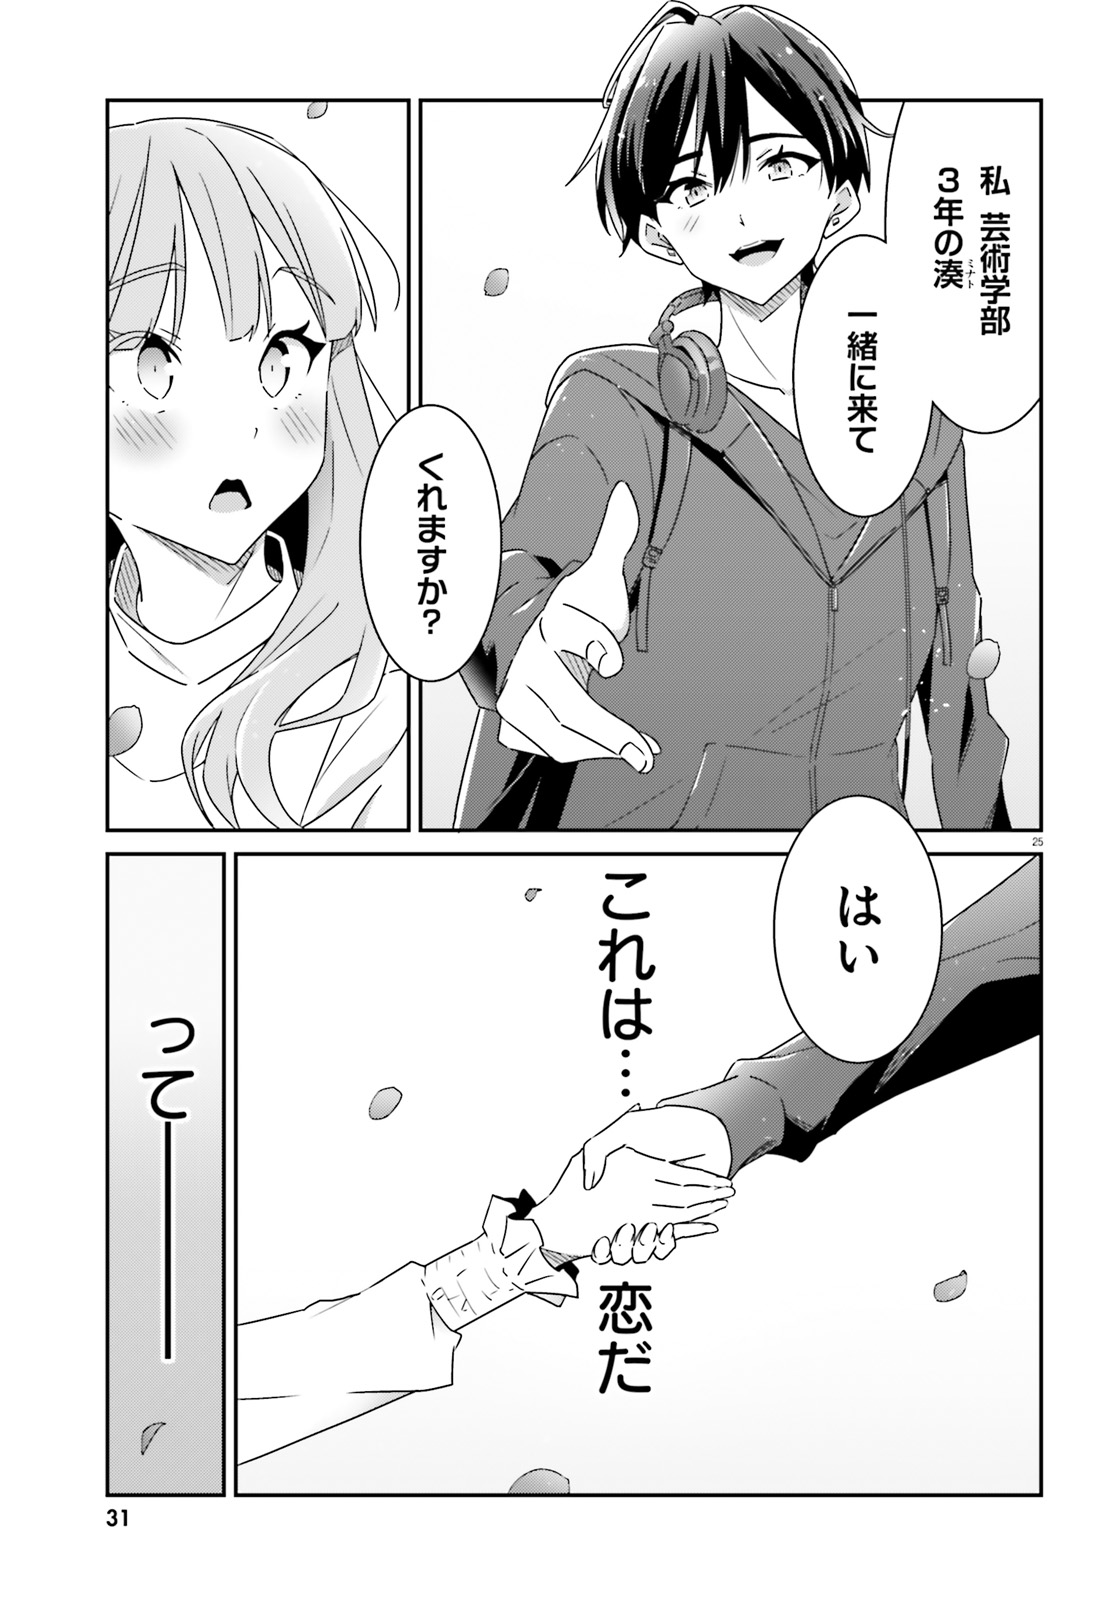 私 芸術学部
3年の湊
ミナト
一緒に来て
くれますか?
25
はい
これは…
恋だ
って──
31